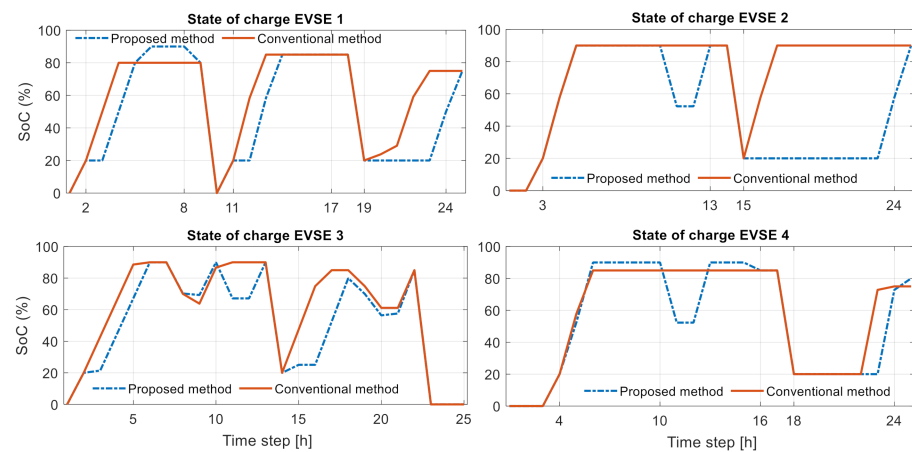 State of charge EVSE 1
100
80
60
40
20
0
SoC (%)
Proposed method
Conventional method
2 8 11 17 19 24
State of charge EVSE 2
100
80
60
40
20
0
Proposed method Conventional method
3 13 15 24
State of charge EVSE 3
100
80
60
40
20
0
SoC (%)
Proposed method Conventional method
5 10 15 20 25
Time step [h]
State of charge EVSE 4
100
80
60
40
20
0
Proposed method Conventional method
4 10 16 18 24
Time step [h]